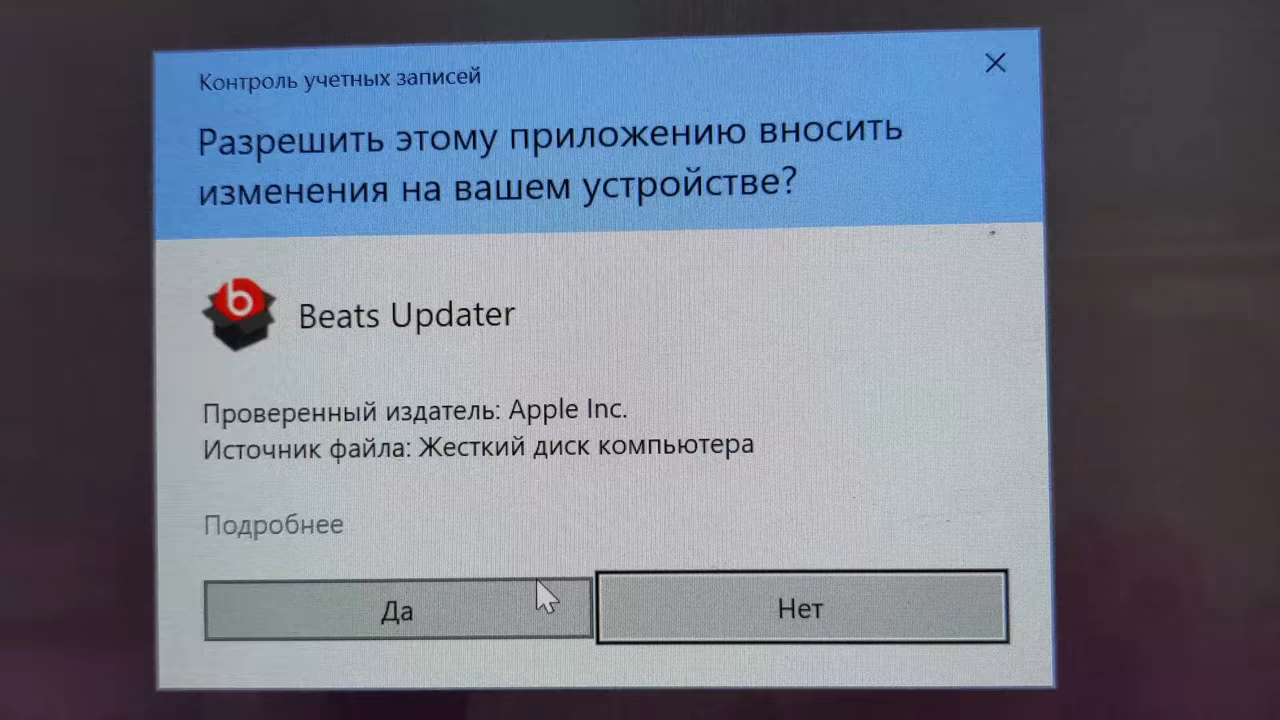 Контроль учетных записей
Разрешить этому приложению вносить
изменения на вашем устройстве?
b
Beats Updater
Проверенный издатель: Apple Inc.
Источник файла: Жесткий диск компьютера
Подробнее
Да
Нет